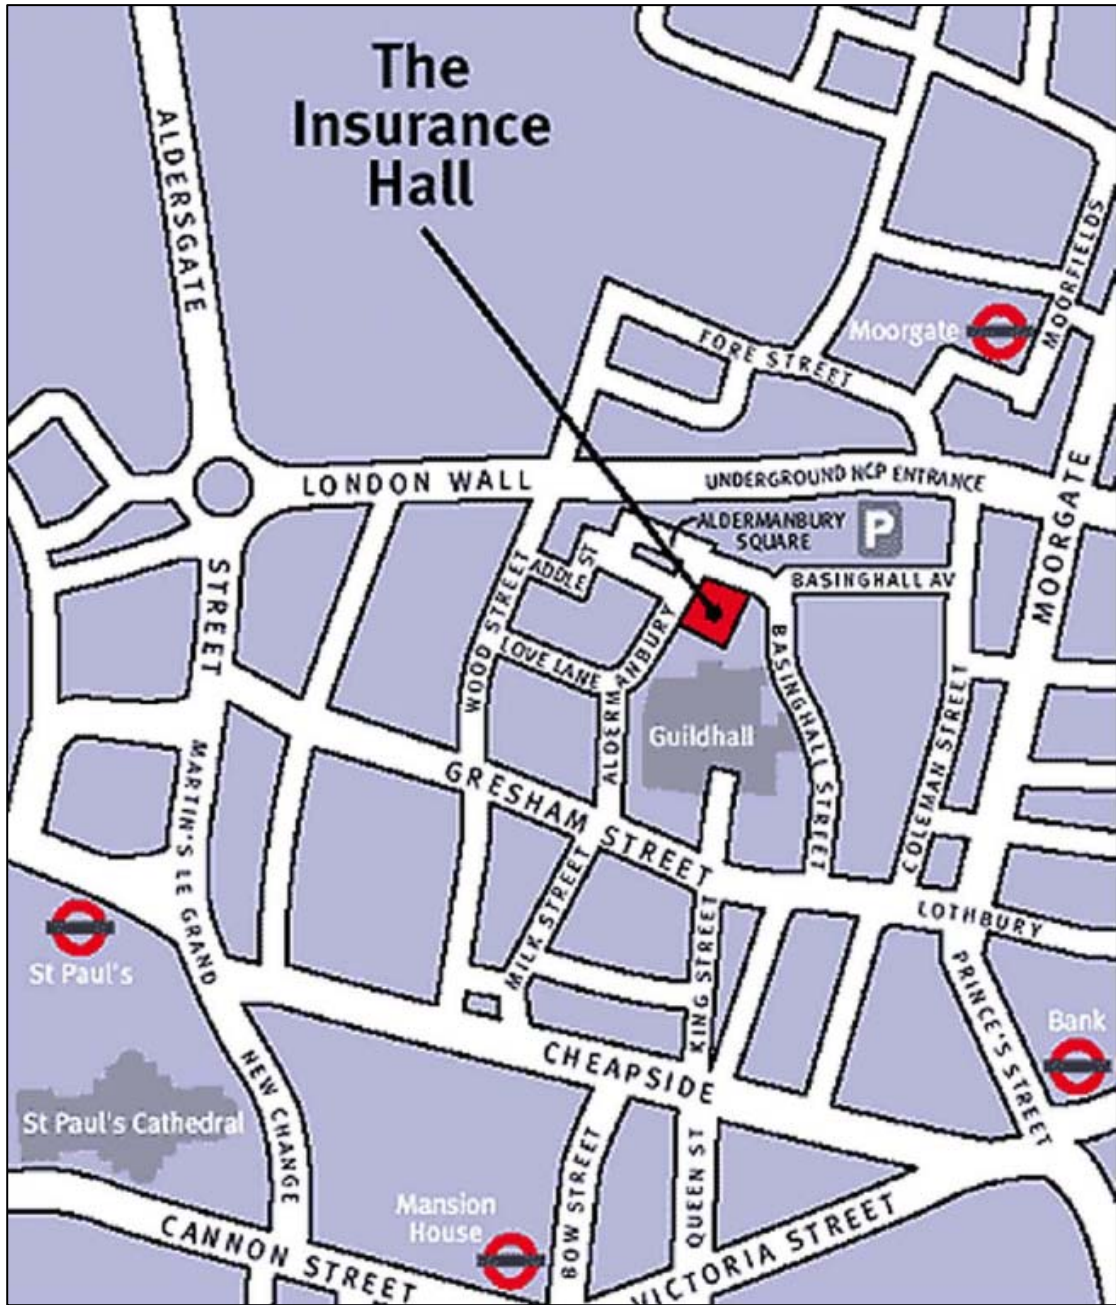 The
Insurance
Hall
ALDERSGATE
STREET
MOORFIELDS
Moorgate
FORE STREET
LONDON WALL
UNDERGROUND NCP ENTRANCE
MOORGATE
ALDERMANBURY
SQUARE
P
ADDLE ST
BASINGHALL AV
WOOD STREET
LOVE LANE
ALDERMANBURY
BASINGHALL STREET
COLEMAN STREET
Guildhall
MARTIN'S LE GRAND
GRESHAM STREET
MILK STREET
KING STREET
LOTHBURY
PRINCE'S STREET
St Paul's
Bank
CHEAPSIDE
NEW CHANGE
St Paul's Cathedral
Mansion
House
BOW STREET
QUEEN ST
VICTORIA STREET
CANNON STREET